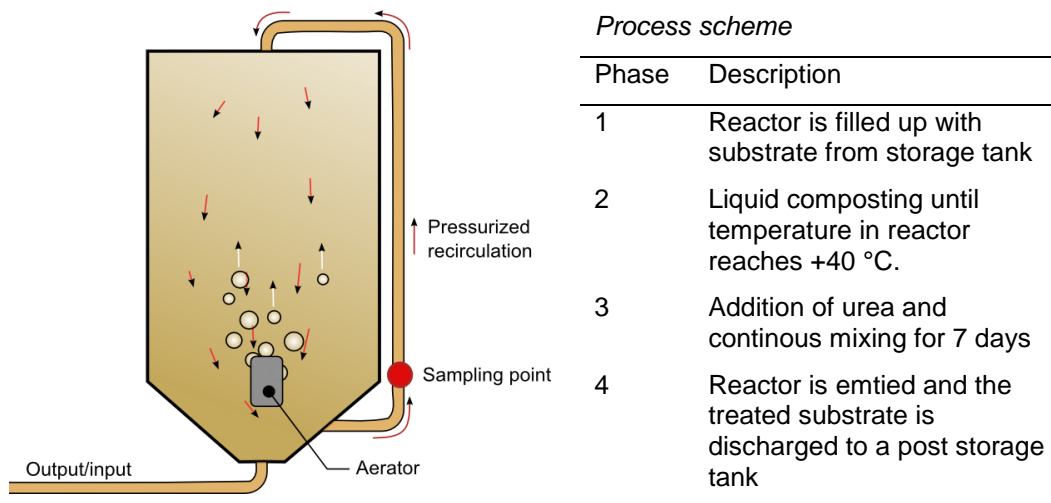 Pressurized
recirculation
Sampling point
Output/input
Aerator
Process scheme
Phase Description
1 Reactor is filled up with
substrate from storage tank
2 Liquid composting until
temperature in reactor
reaches +40 °C.
3 Addition of urea and
continous mixing for 7 days
4 Reactor is emtied and the
treated substrate is
discharged to a post storage
tank